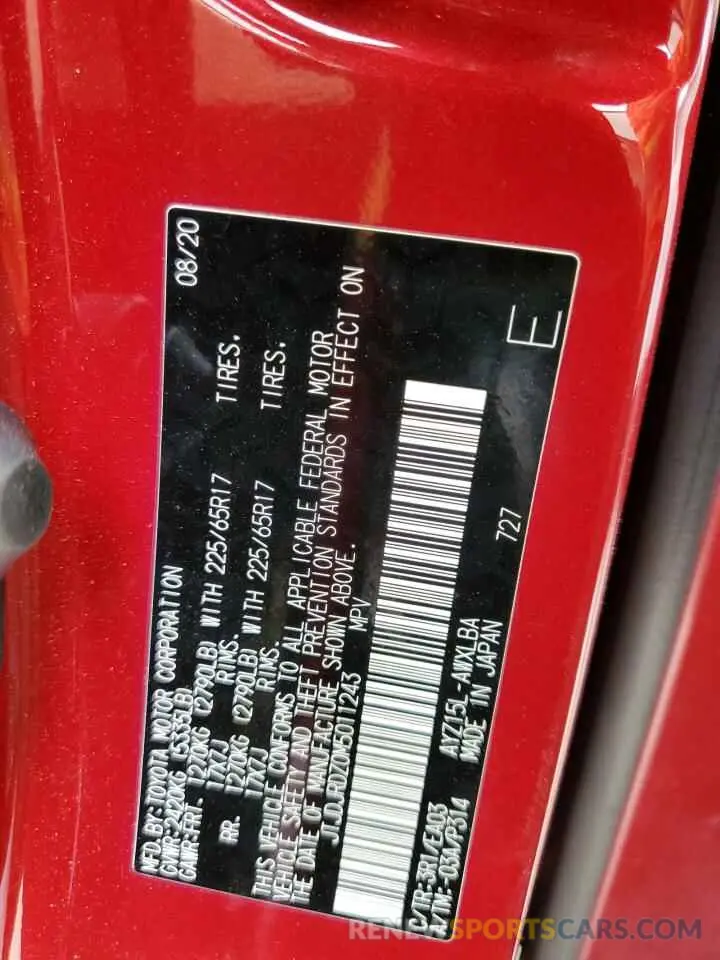 MFD.BY:TOYOTA MOTOR CORPORATION 08/20
GVWR:2420KG (5335LB)
GAWR:FRT. 1270KG (2790LB) WITH 225/65R17 TIRES.
17X7J RIMS.
RR. 1270KG (2790LB) WITH 225/65R17 TIRES.
17X7J RIMS.
THIS VEHICLE CONFORMS TO ALL APPLICABLE FEDERAL MOTOR
VEHICLE SAFETY AND THEFT PREVENTION STANDARDS IN EFFECT ON
THE DATE OF MANUFACTURE SHOWN ABOVE.
MPV
C/TR:3R1/EA03 AYZ15L-AWXLBA 727
MADE IN JAPAN
E
RENEWSPORTSCARS.COM